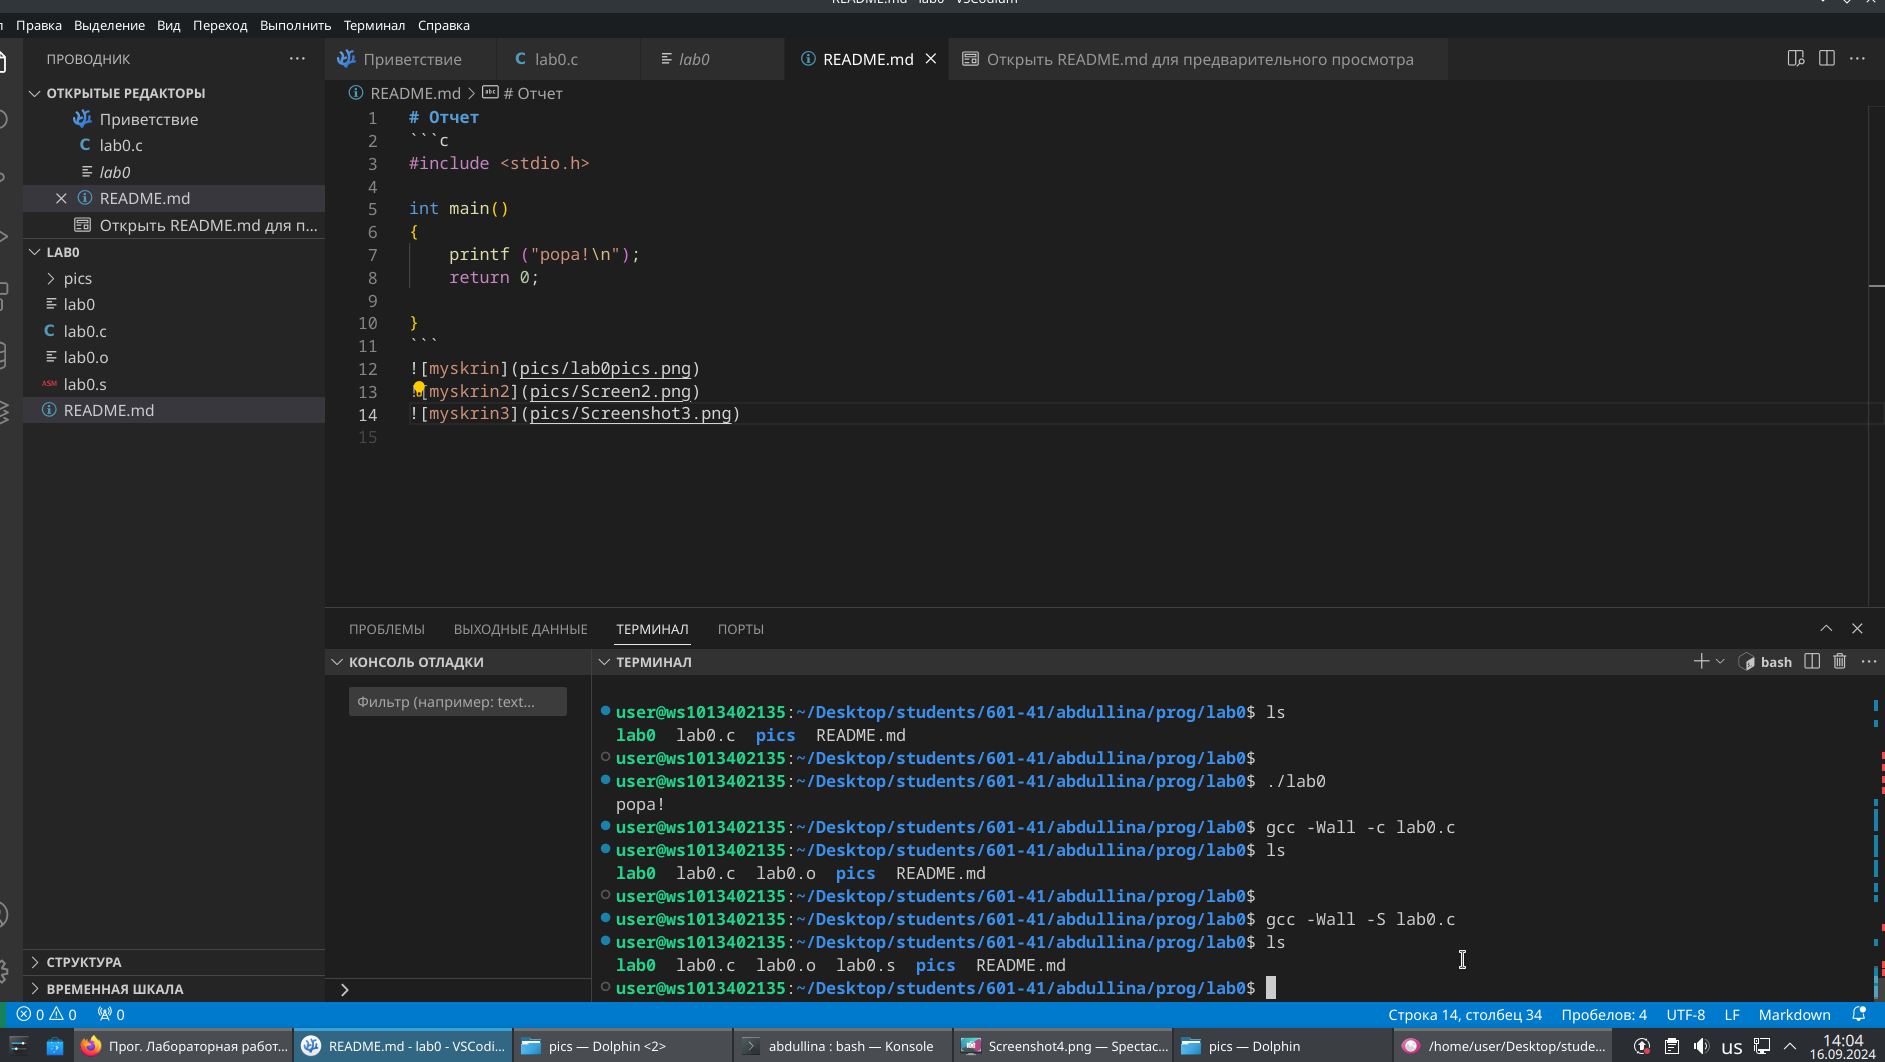 README.md - lab0 - VSCodium
Правка Выделение Вид Переход Выполнить Терминал Справка
ПРОВОДНИК
ОТКРЫТЫЕ РЕДАКТОРЫ
Приветствие
lab0.c
lab0
README.md
Открыть README.md для п...
LAB0
pics
lab0
lab0.c
lab0.o
ASM lab0.s
README.md
СТРУКТУРА
ВРЕМЕННАЯ ШКАЛА
Приветствие
lab0.c
lab0
README.md
Открыть README.md для предварительного просмотра
README.md > abc # Отчет
1 # Отчет
2 ```c
3 #include <stdio.h>
4
5 int main()
6 {
7 printf ("popa!\n");
8 return 0;
9
10 }
11 ```
12 ![myskrin](pics/lab0pics.png)
13 ![myskrin2](pics/Screen2.png)
14 ![myskrin3](pics/Screenshot3.png)
15
ПРОБЛЕМЫ ВЫХОДНЫЕ ДАННЫЕ ТЕРМИНАЛ ПОРТЫ
КОНСОЛЬ ОТЛАДКИ
Фильтр (например: text...
ТЕРМИНАЛ
bash
user@ws1013402135:~/Desktop/students/601-41/abdullina/prog/lab0$ ls
lab0 lab0.c pics README.md
user@ws1013402135:~/Desktop/students/601-41/abdullina/prog/lab0$
user@ws1013402135:~/Desktop/students/601-41/abdullina/prog/lab0$ ./lab0
popa!
user@ws1013402135:~/Desktop/students/601-41/abdullina/prog/lab0$ gcc -Wall -c lab0.c
user@ws1013402135:~/Desktop/students/601-41/abdullina/prog/lab0$ ls
lab0 lab0.c lab0.o pics README.md
user@ws1013402135:~/Desktop/students/601-41/abdullina/prog/lab0$
user@ws1013402135:~/Desktop/students/601-41/abdullina/prog/lab0$ gcc -Wall -S lab0.c
user@ws1013402135:~/Desktop/students/601-41/abdullina/prog/lab0$ ls
lab0 lab0.c lab0.o lab0.s pics README.md
user@ws1013402135:~/Desktop/students/601-41/abdullina/prog/lab0$
0 0 0 Строка 14, столбец 34 Пробелов: 4 UTF-8 LF Markdown
Прог. Лабораторная работ... README.md - lab0 - VSCodi... pics — Dolphin <2> abdullina : bash — Konsole Screenshot4.png — Spectac... pics — Dolphin /home/user/Desktop/stude... us 14:04
16.09.2024